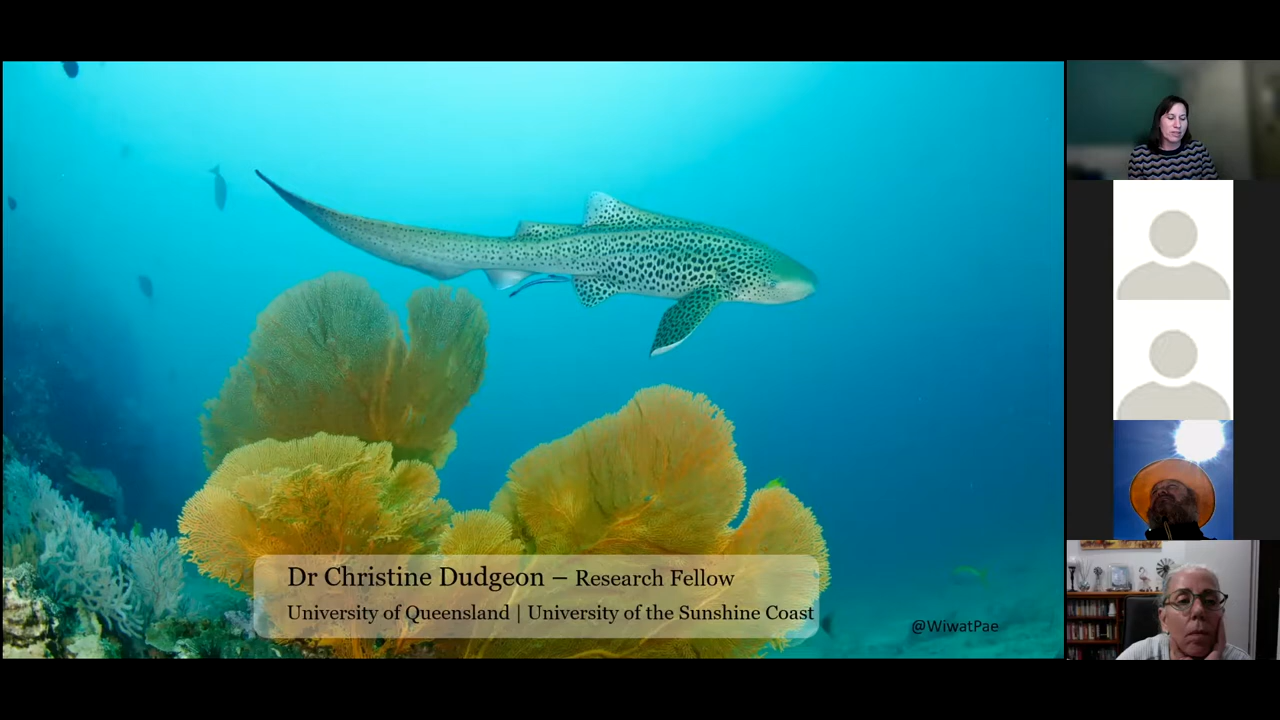 Dr Christine Dudgeon – Research Fellow
University of Queensland | University of the Sunshine Coast
@WiwatPae